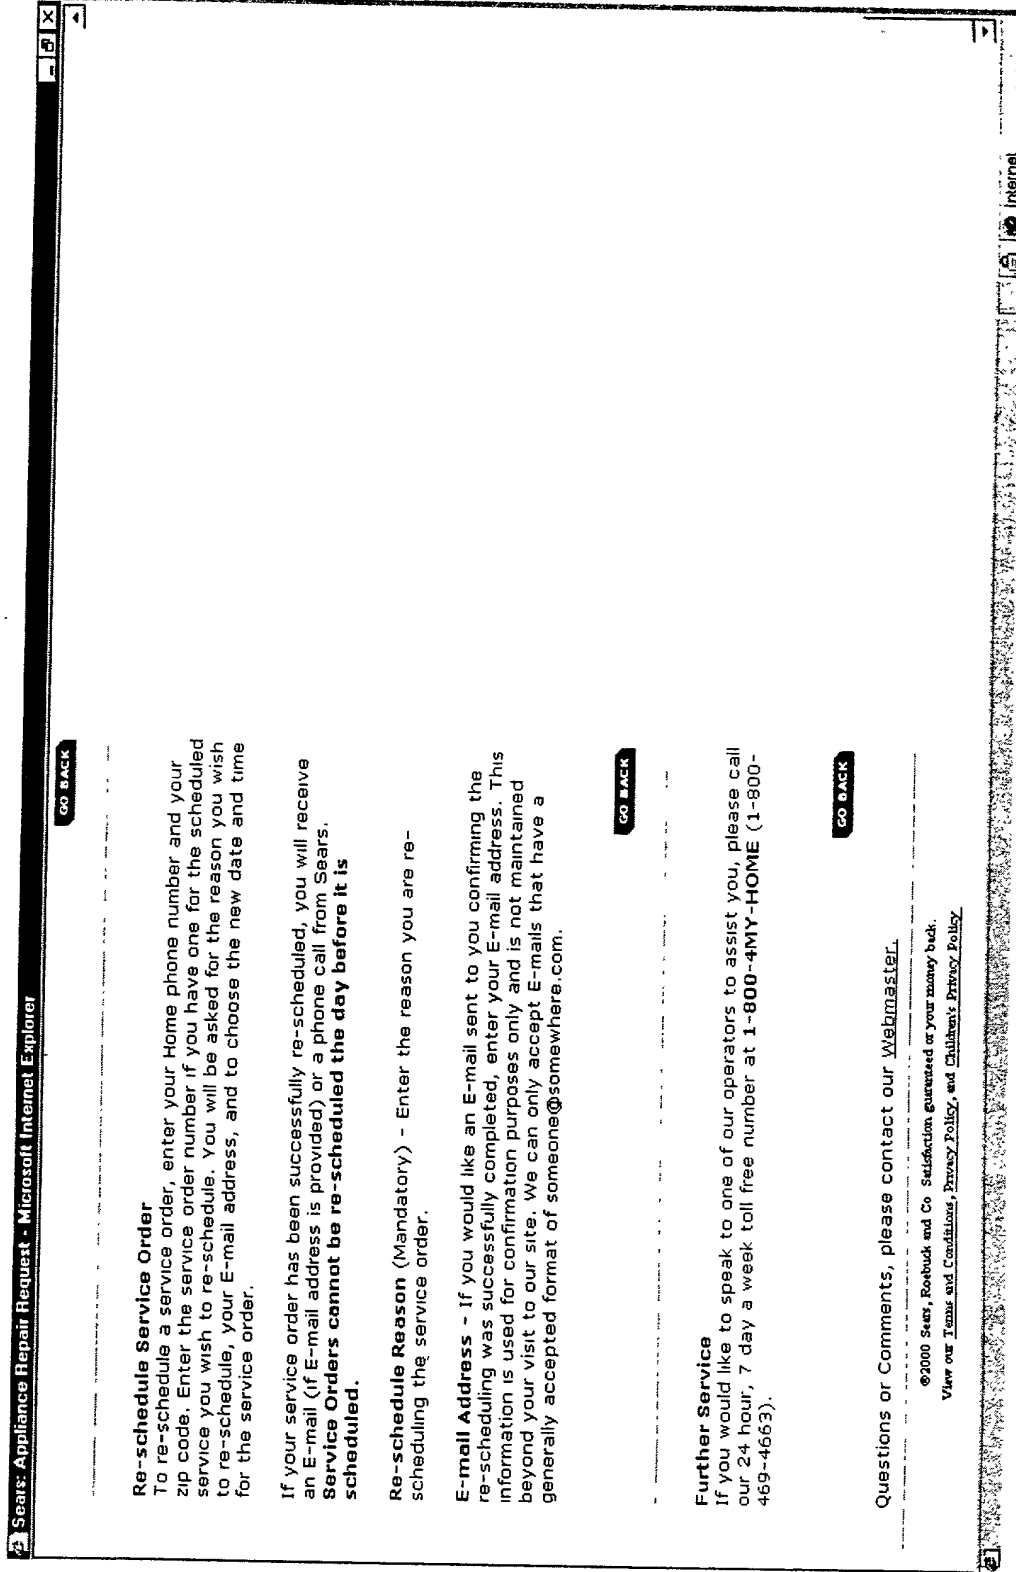 Sears: Appliance Repair Request - Microsoft Internet Explorer
GO BACK
Re-schedule Service Order
To re-schedule a service order, enter your Home phone number and your
zip code. Enter the service order number if you have one for the scheduled
service you wish to re-schedule. You will be asked for the reason you wish
to re-schedule, your E-mail address, and to choose the new date and time
for the service order.
If your service order has been successfully re-scheduled, you will receive
an E-mail (if E-mail address is provided) or a phone call from Sears.
Service Orders cannot be re-scheduled the day before it is
scheduled.
Re-schedule Reason (Mandatory) - Enter the reason you are re-
scheduling the service order.
E-mail Address - If you would like an E-mail sent to you confirming the
re-scheduling was successfully completed, enter your E-mail address. This
information is used for confirmation purposes only and is not maintained
beyond your visit to our site. We can only accept E-mails that have a
generally accepted format of someone@somewhere.com.
GO BACK
Further Service
If you would like to speak to one of our operators to assist you, please call
our 24 hour, 7 day a week toll free number at 1-800-4MY-HOME (1-800-
469-4663).
GO BACK
Questions or Comments, please contact our Webmaster.
©2000 Sears, Roebuck and Co Satisfaction guaranteed or your money back.
View our Terms and Conditions, Privacy Policy, and Children's Privacy Policy
Internet